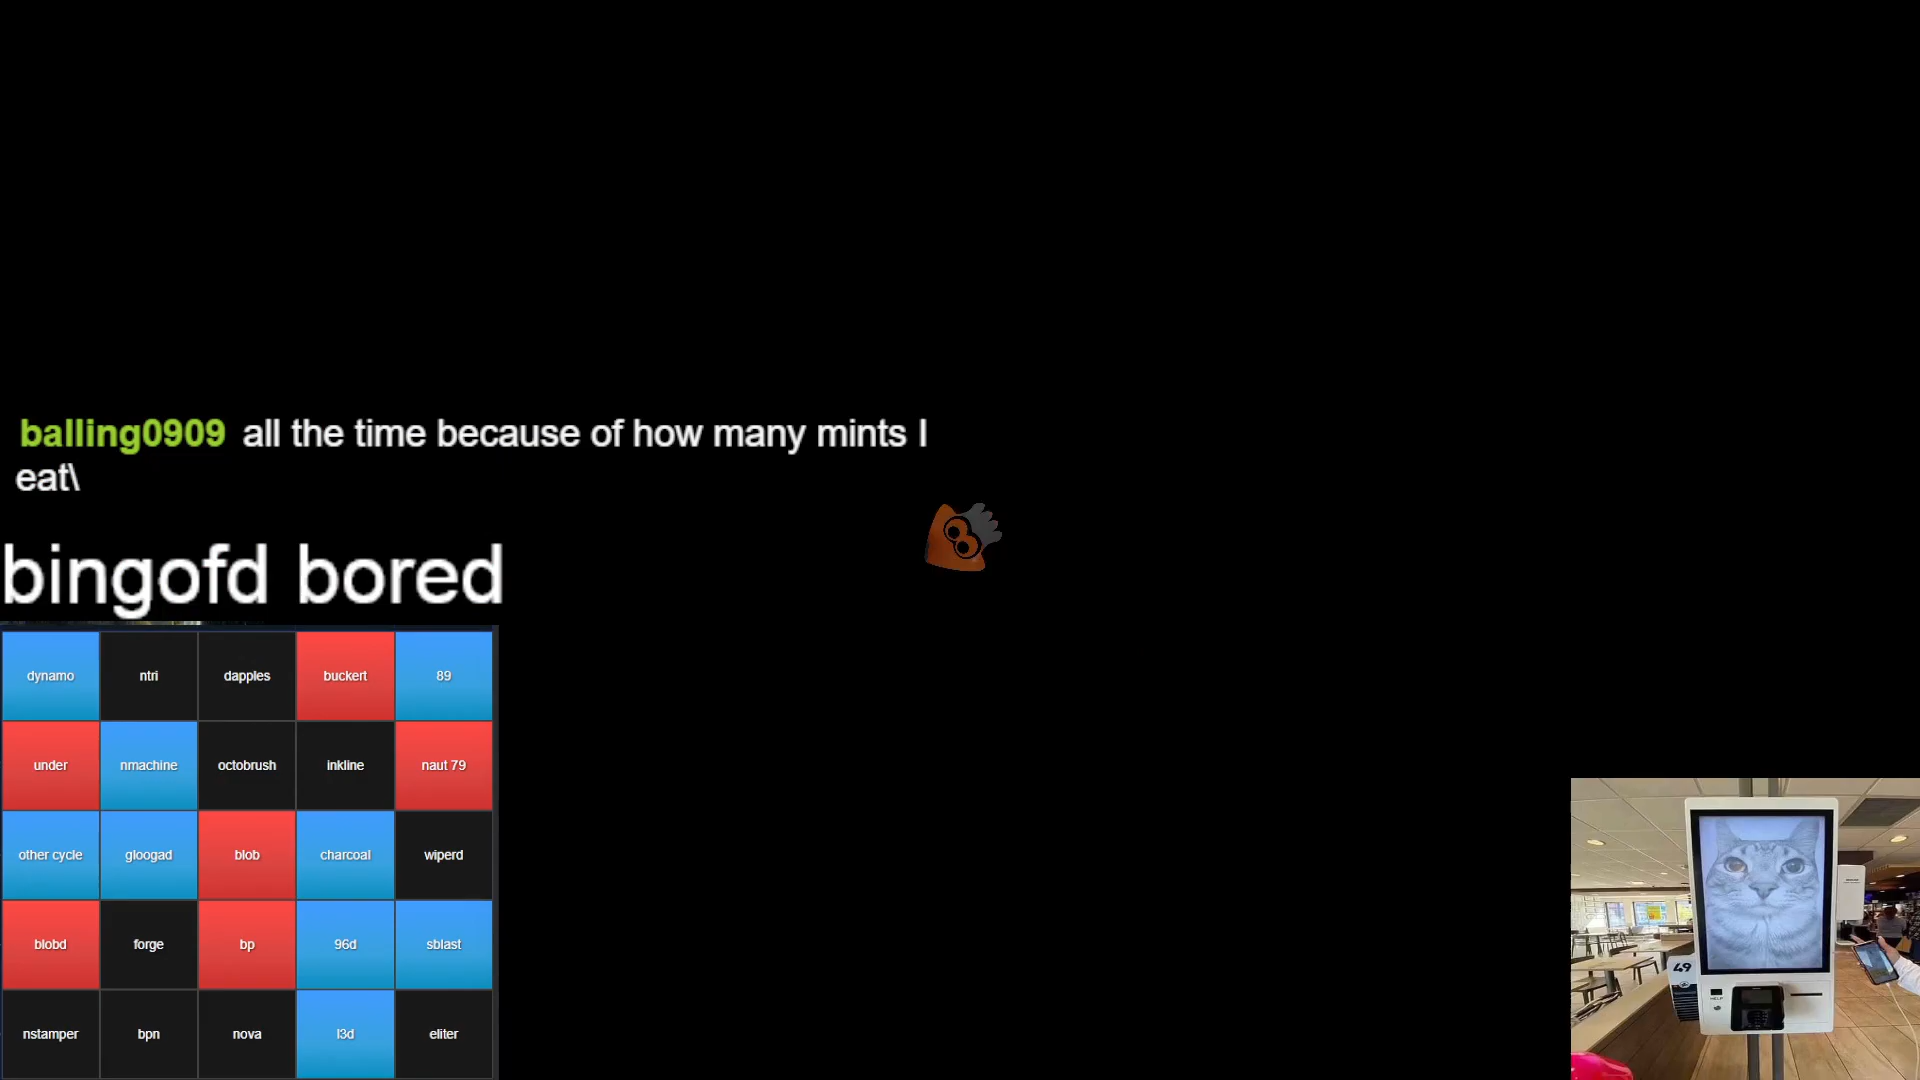 balling0909 all the time because of how many mints I
eat\
bingofd bored
dynamo ntri dapples buckert 89
under nmachine octobrush inkline naut 79
other cycle gloogad blob charcoal wiperd
blobd forge bp 96d sblast
nstamper bpn nova l3d eliter
49
HELP